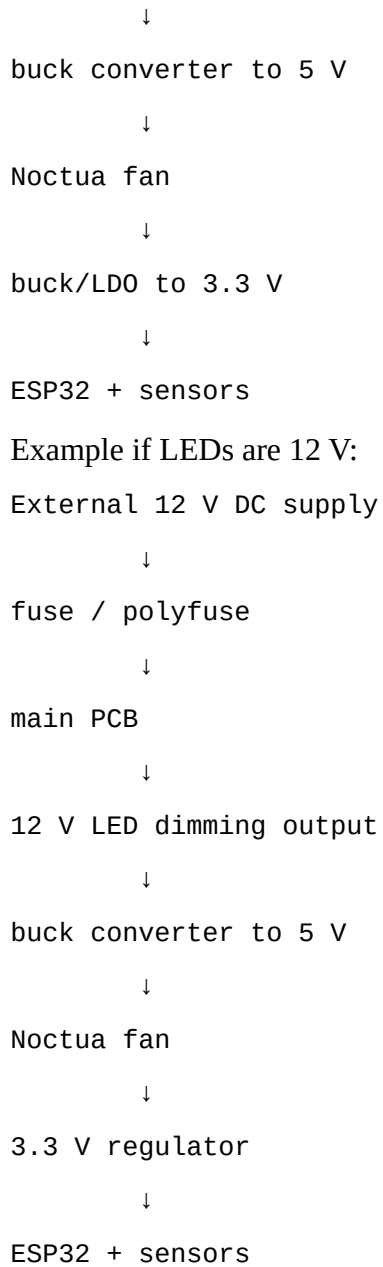 ↓
buck converter to 5 V
↓
Noctua fan
↓
buck/LDO to 3.3 V
↓
ESP32 + sensors
Example if LEDs are 12 V:
External 12 V DC supply
↓
fuse / polyfuse
↓
main PCB
↓
12 V LED dimming output
↓
buck converter to 5 V
↓
Noctua fan
↓
3.3 V regulator
↓
ESP32 + sensors